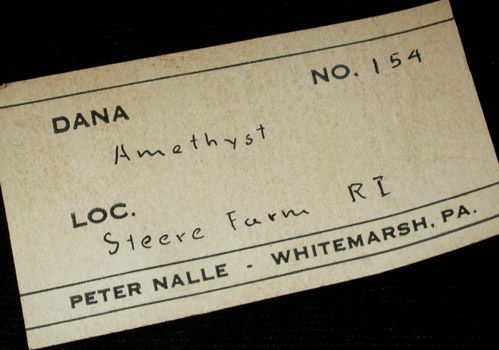 DANA NO. 154
Amethyst
LOC.
Steere Farm RI
PETER NALLE - WHITEMARSH, PA.